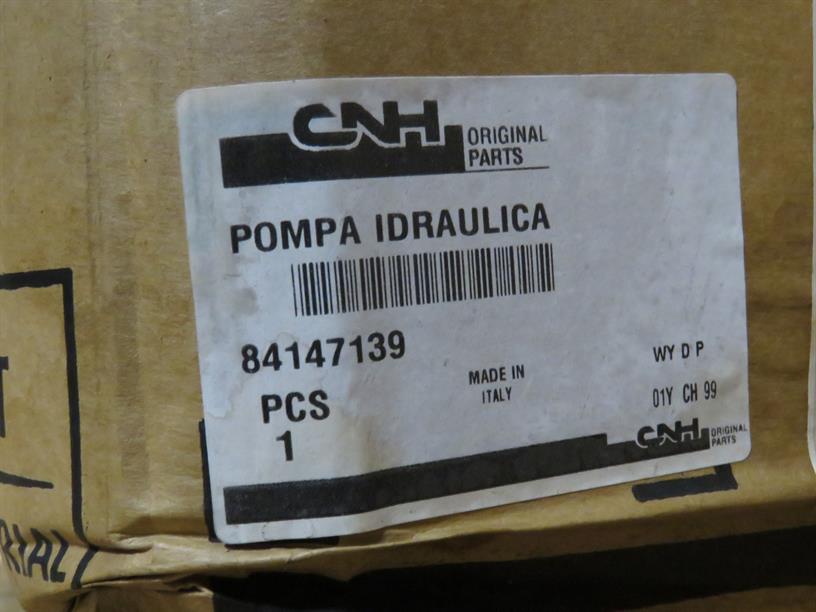 CNH
ORIGINAL
PARTS
POMPA IDRAULICA
84147139
PCS
1
MADE IN
ITALY
WY D P
01Y CH 99
CNH
ORIGINAL
PARTS